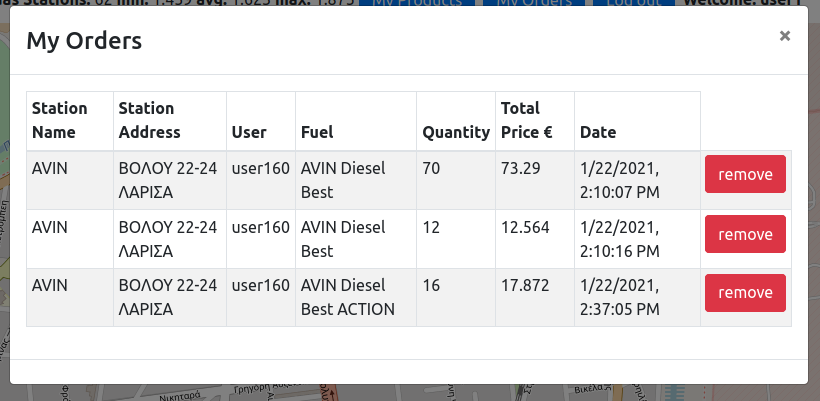 My Products My Orders Log out
My Orders
×
Station Name Station Address User Fuel Quantity Total Price € Date
AVIN ΒΟΛΟΥ 22-24 ΛΑΡΙΣΑ user160 AVIN Diesel Best 70 73.29 1/22/2021, 2:10:07 PM remove
AVIN ΒΟΛΟΥ 22-24 ΛΑΡΙΣΑ user160 AVIN Diesel Best 12 12.564 1/22/2021, 2:10:16 PM remove
AVIN ΒΟΛΟΥ 22-24 ΛΑΡΙΣΑ user160 AVIN Diesel Best ACTION 16 17.872 1/22/2021, 2:37:05 PM remove
Νικηταρά
Βικέλα